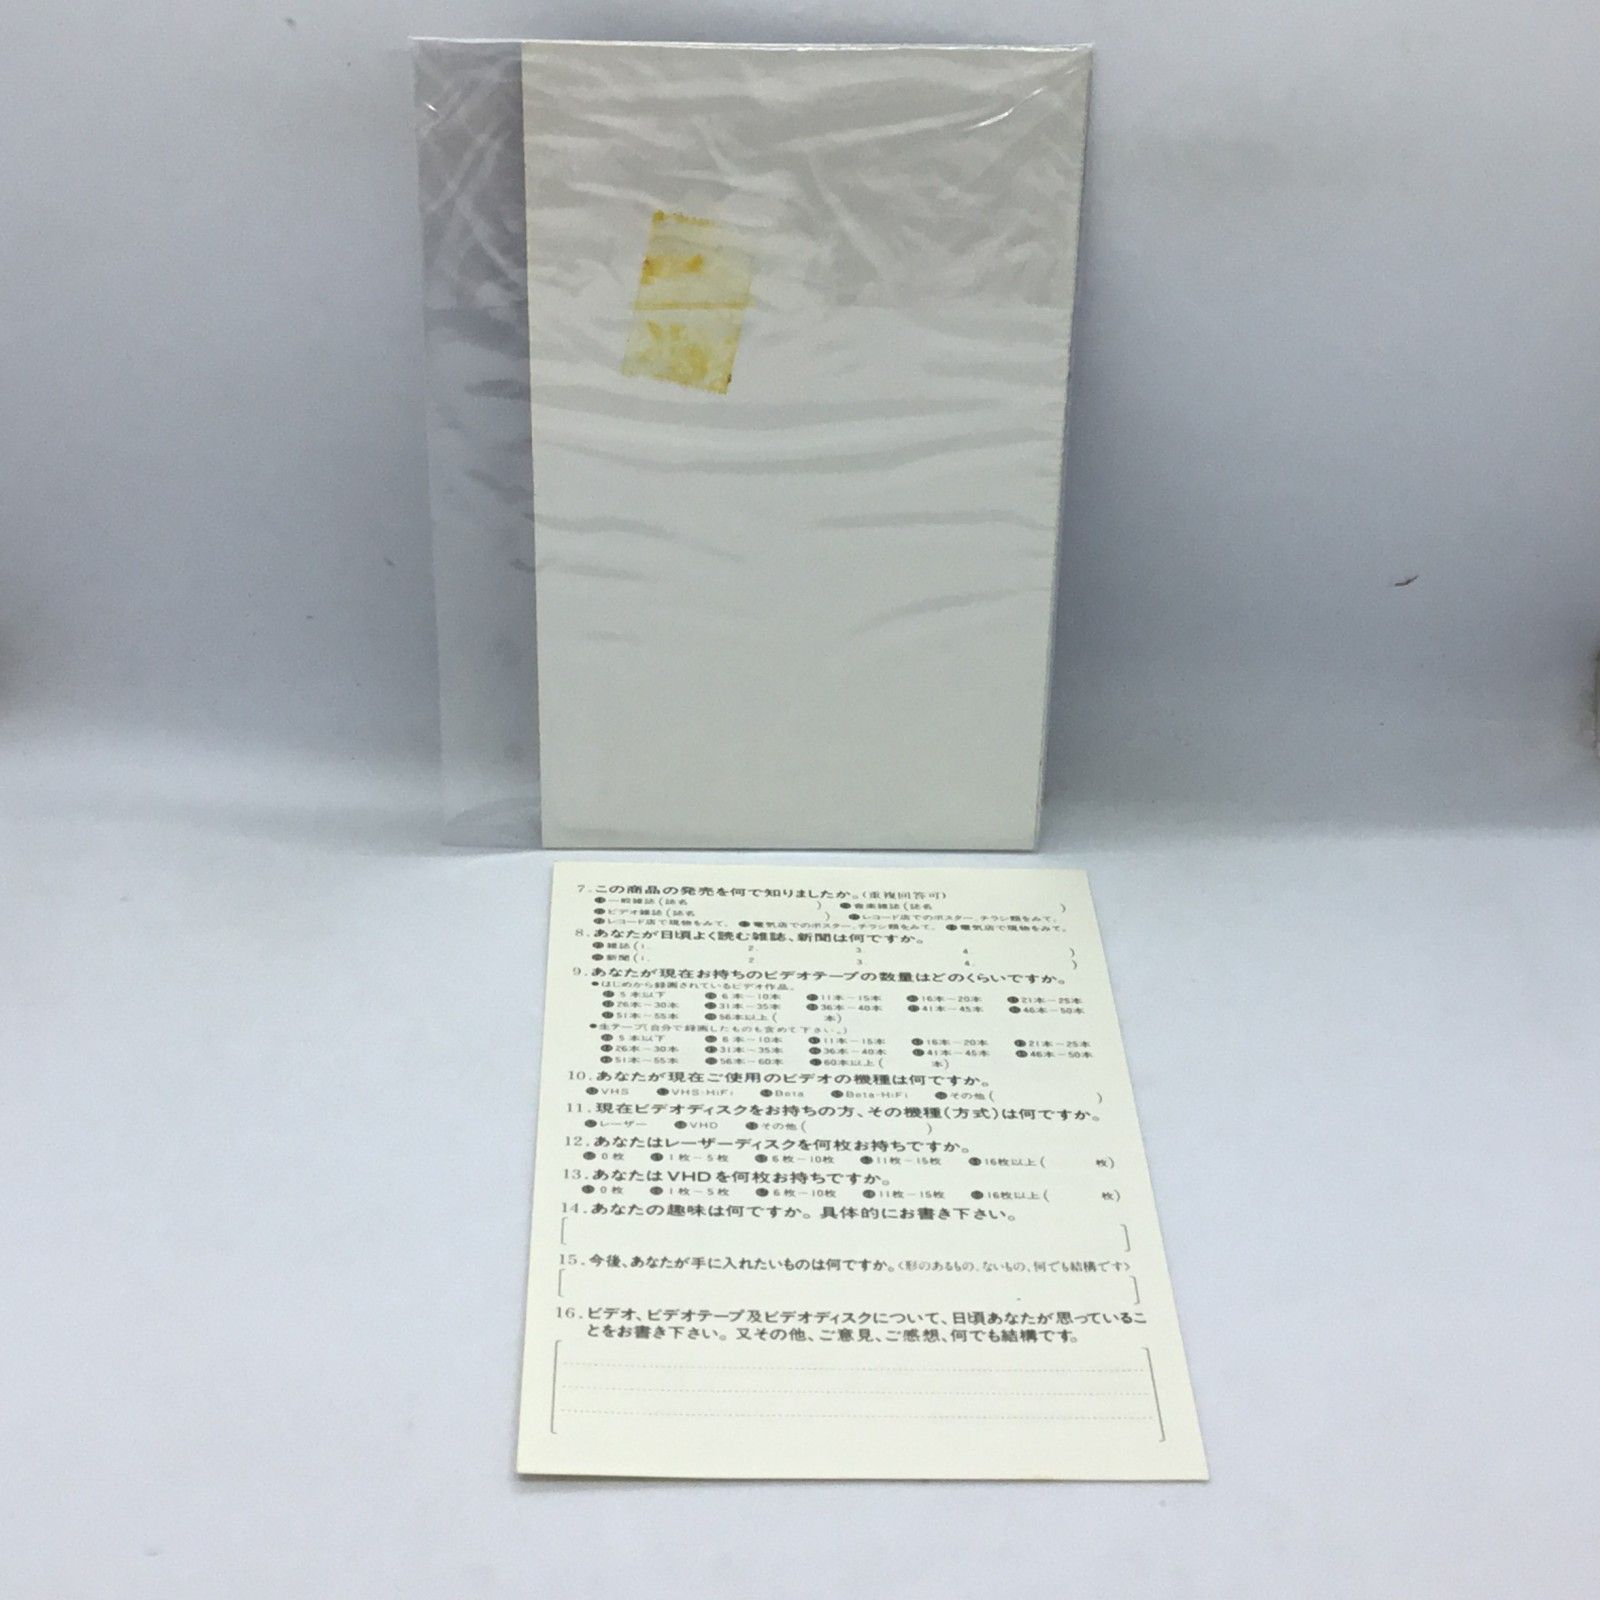 7.この商品の発売を何で知りましたか。(重複回答可)
一般雑誌(誌名 ) 音楽雑誌(誌名 )
ビデオ雑誌(誌名 ) レコード店でのポスター、チラシ類をみて。
レコード店で現物をみて。 電気店でのポスター、チラシ類をみて。 電気店で現物をみて。
8.あなたが日頃よく読む雑誌、新聞は何ですか。
雑誌(1. 2. 3. 4. )
新聞(1. 2. 3. 4. )
9.あなたが現在お持ちのビデオテープの数量はどのくらいですか。
●はじめから録画されているビデオ作品。
5本以下 6本〜10本 11本〜15本 16本〜20本 21本〜25本
26本〜30本 31本〜35本 36本〜40本 41本〜45本 46本〜50本
51本〜55本 56本以上( 本)
●生テープ(自分で録画したものも含めて下さい。)
5本以下 6本〜10本 11本〜15本 16本〜20本 21本〜25本
26本〜30本 31本〜35本 36本〜40本 41本〜45本 46本〜50本
51本〜55本 56本〜60本 60本以上( 本)
10.あなたが現在ご使用のビデオの機種は何ですか。
VHS VHS-HiFi Beta Beta-HiFi その他( )
11.現在ビデオディスクをお持ちの方、その機種(方式)は何ですか。
レーザー VHD その他( )
12.あなたはレーザーディスクを何枚お持ちですか。
0枚 1枚〜5枚 6枚〜10枚 11枚〜15枚 16枚以上( 枚)
13.あなたはVHDを何枚お持ちですか。
0枚 1枚〜5枚 6枚〜10枚 11枚〜15枚 16枚以上( 枚)
14.あなたの趣味は何ですか。具体的にお書き下さい。
15.今後、あなたが手に入れたいものは何ですか。〈形のあるもの、ないもの、何でも結構です〉
16.ビデオ、ビデオテープ及ビデオディスクについて、日頃あなたが思っているこ
とをお書き下さい。又その他、ご意見、ご感想、何でも結構です。